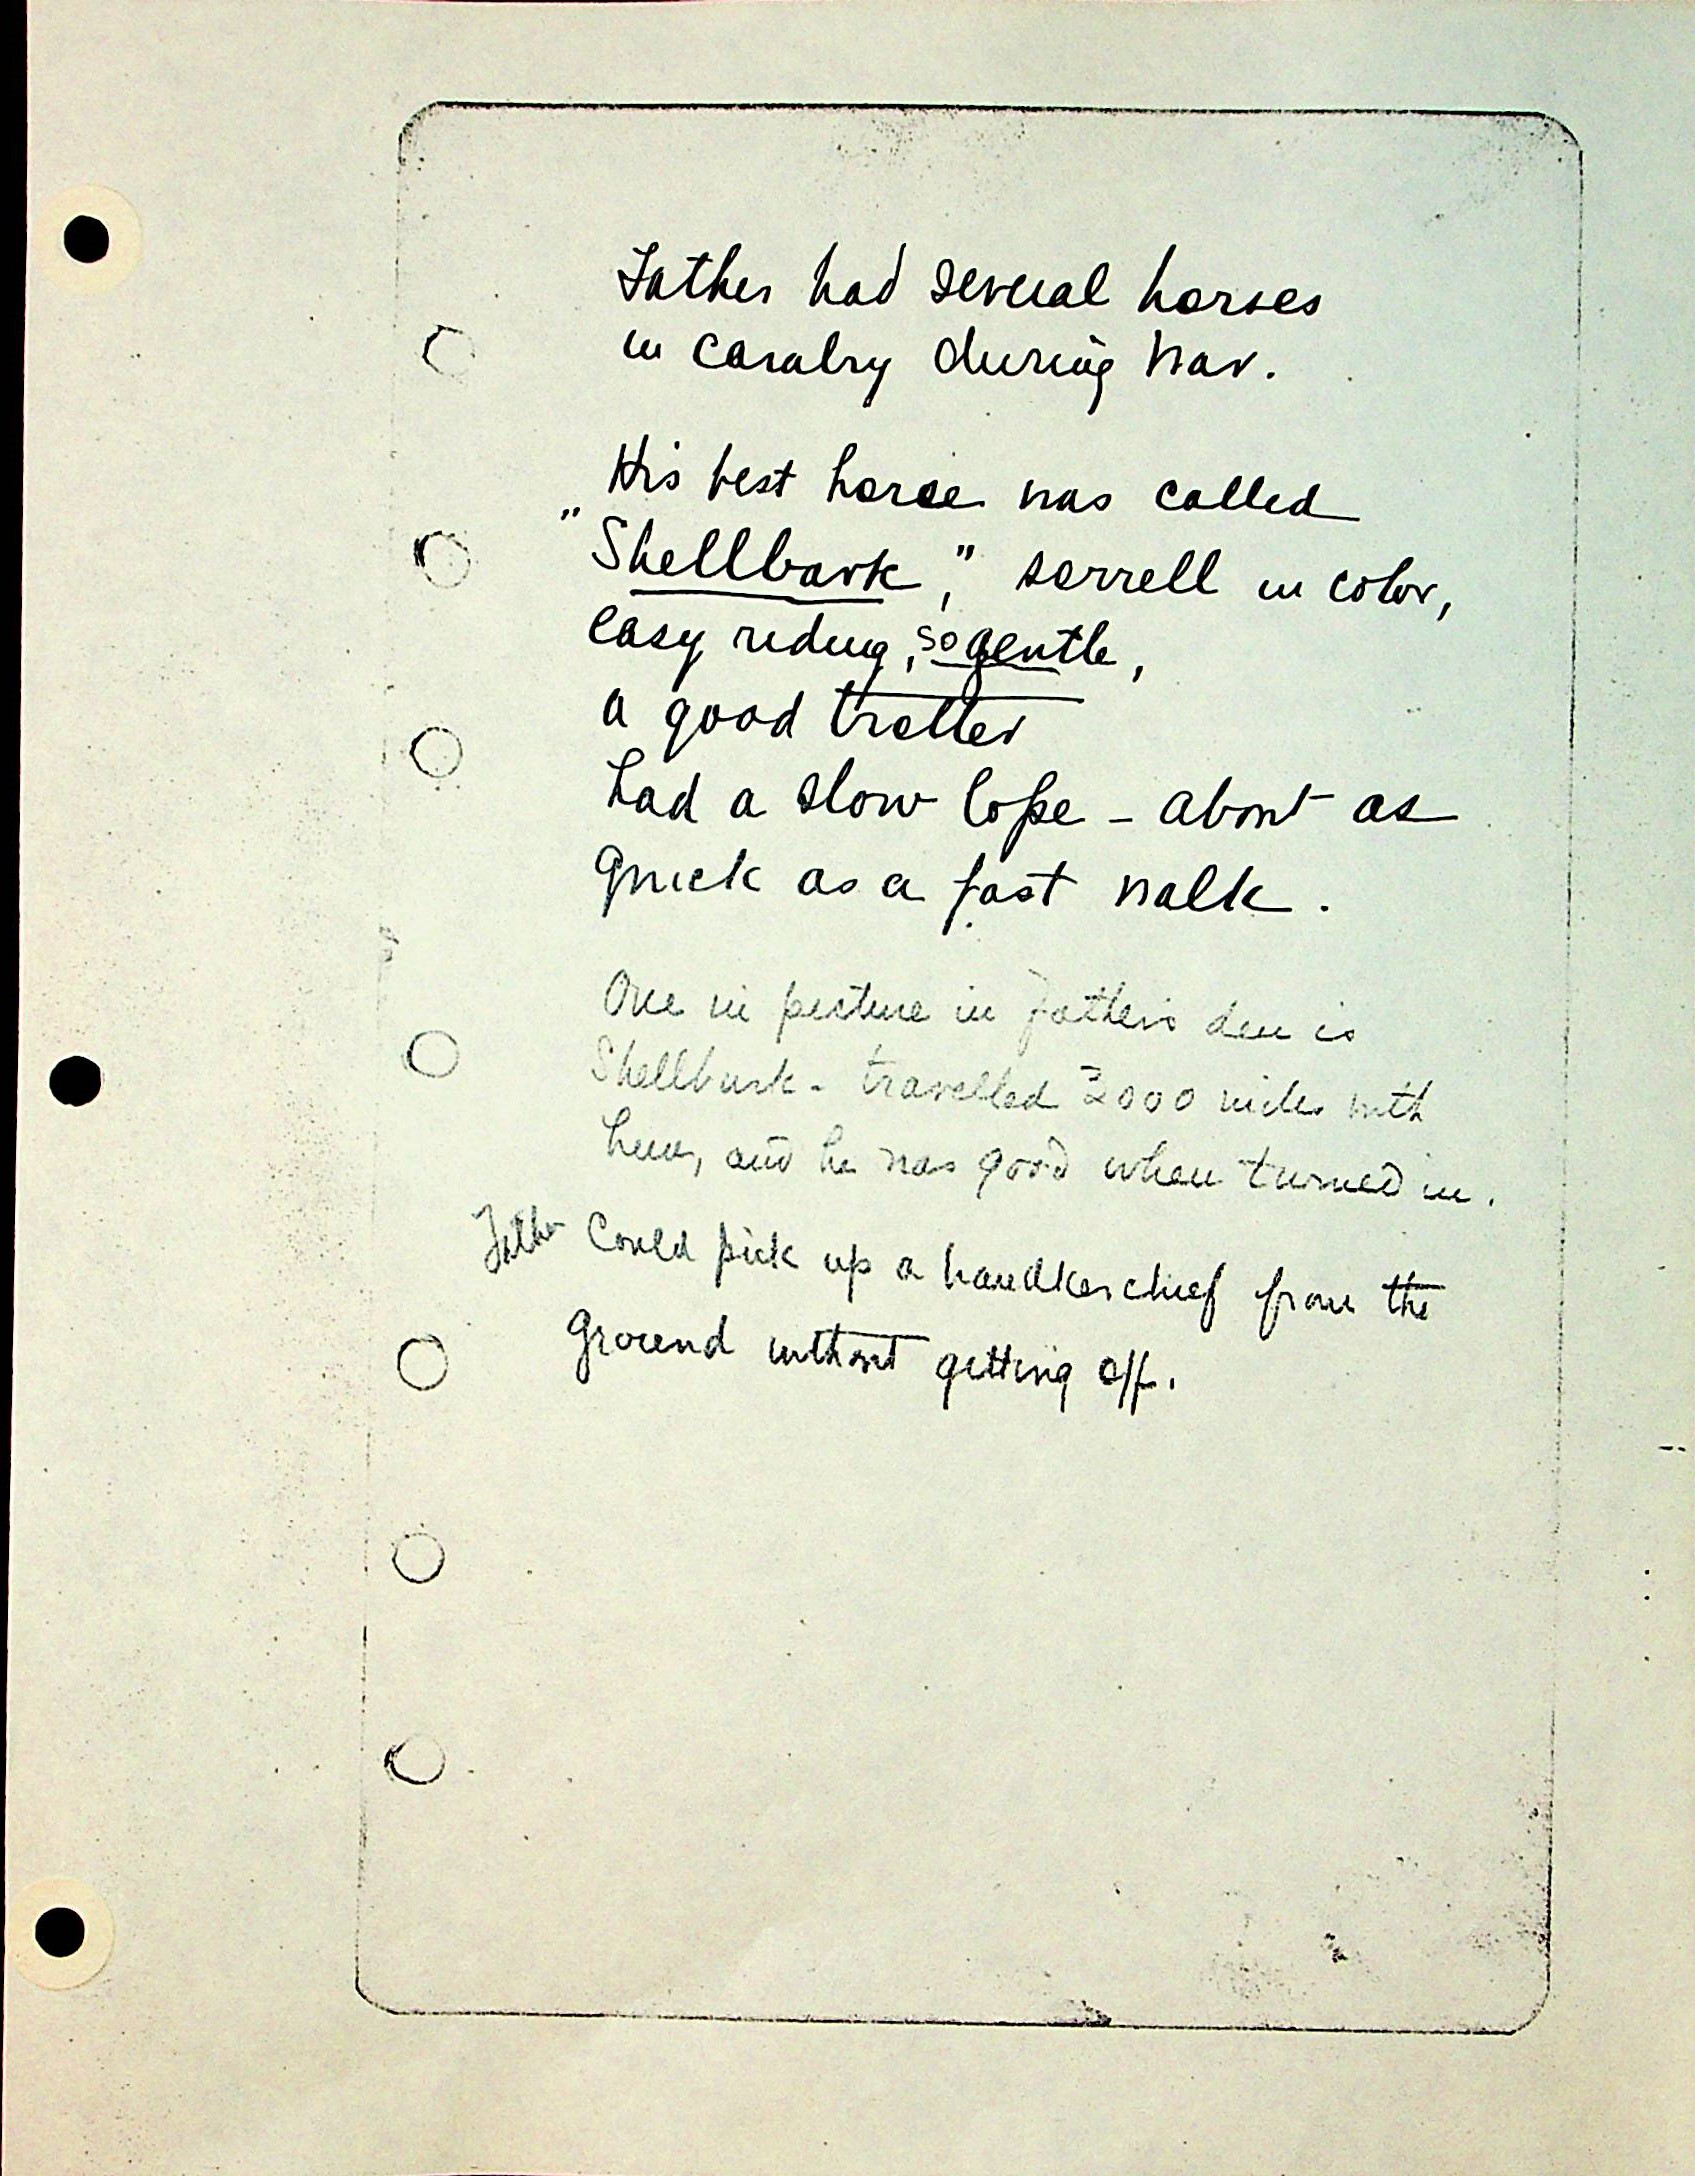 Father had several horses
in cavalry during War.
His best horse was called
"Shellbark," sorrell in color,
easy riding, so gentle,
a good trotter
had a slow lope - about as
quick as a fast walk.
One in picture in Father's den is
Shellbark - travelled 2000 miles with
him, and he was good when turned in.
Father Could pick up a handkerchief from the
ground without getting off.